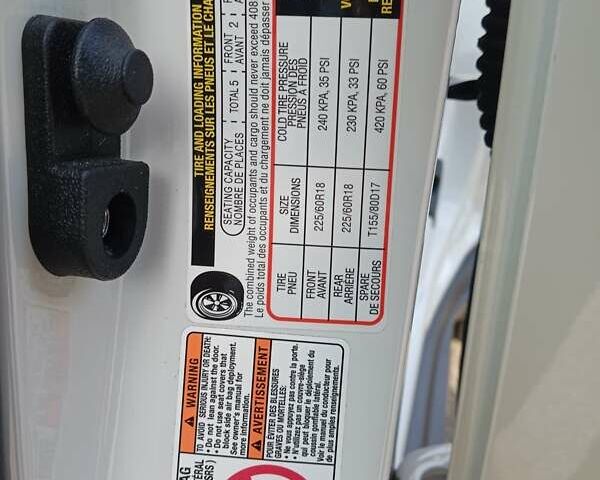 TIRE AND LOADING INFORMATION
RENSEIGNEMENTS SUR LES PNEUS ET LE
SEATING CAPACITY
NOMBRE DE PLACES
TOTAL 5
FRONT
AVANT 2
The combined weight of occupants and cargo should never exceed 408
Le poids total des occupants et du chargement ne doit jamais dépasser
TIRE
PNEU
SIZE
DIMENSIONS
COLD TIRE PRESSURE
PRESSION DES
PNEUS A FROID
FRONT
AVANT
225/60R18
240 KPA, 35 PSI
REAR
ARRIÈRE
225/60R18
230 KPA, 33 PSI
SPARE
DE SECOURS
T155/80D17
420 KPA, 60 PSI
WARNING
TO AVOID SERIOUS INJURY OR DEATH:
• Do not lean against the door.
• Do not use seat covers that
block side air bag deployment.
See owner's manual for
more information.
AVERTISSEMENT
POUR ÉVITER DES BLESSURES
GRAVES OU MORTELLES:
• Ne vous appuyez pas contre la porte.
• N'utilisez pas un couvre-siège
qui peut bloquer le déploiement du
coussin gonflable latéral.
Voir le manuel du conducteur pour
de plus amples renseignements.